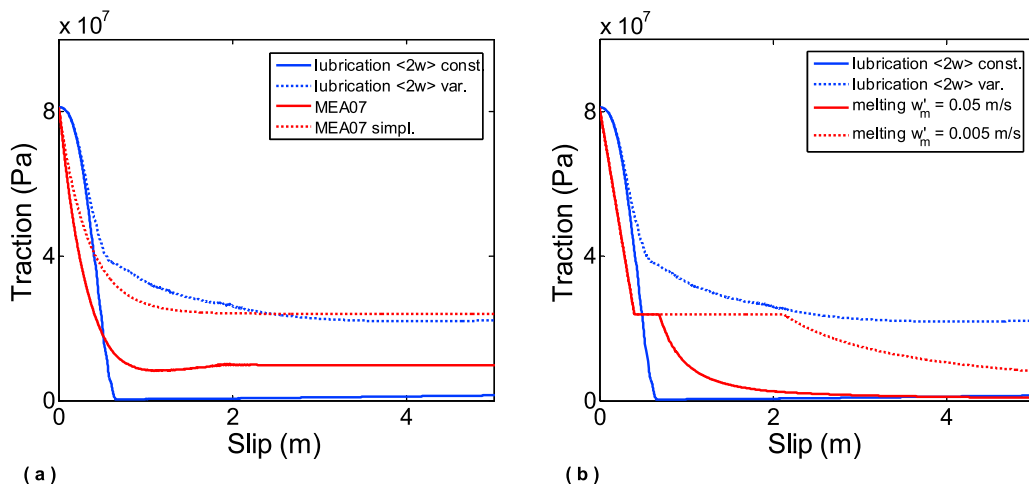 x 10^7
8
4
0
Traction (Pa)
lubrication <2w> const.
lubrication <2w> var.
MEA07
MEA07 simpl.
0
2
4
Slip (m)
( a )
x 10^7
8
4
0
Traction (Pa)
lubrication <2w> const.
lubrication <2w> var.
melting w'_m = 0.05 m/s
melting w'_m = 0.005 m/s
0
2
4
Slip (m)
( b )